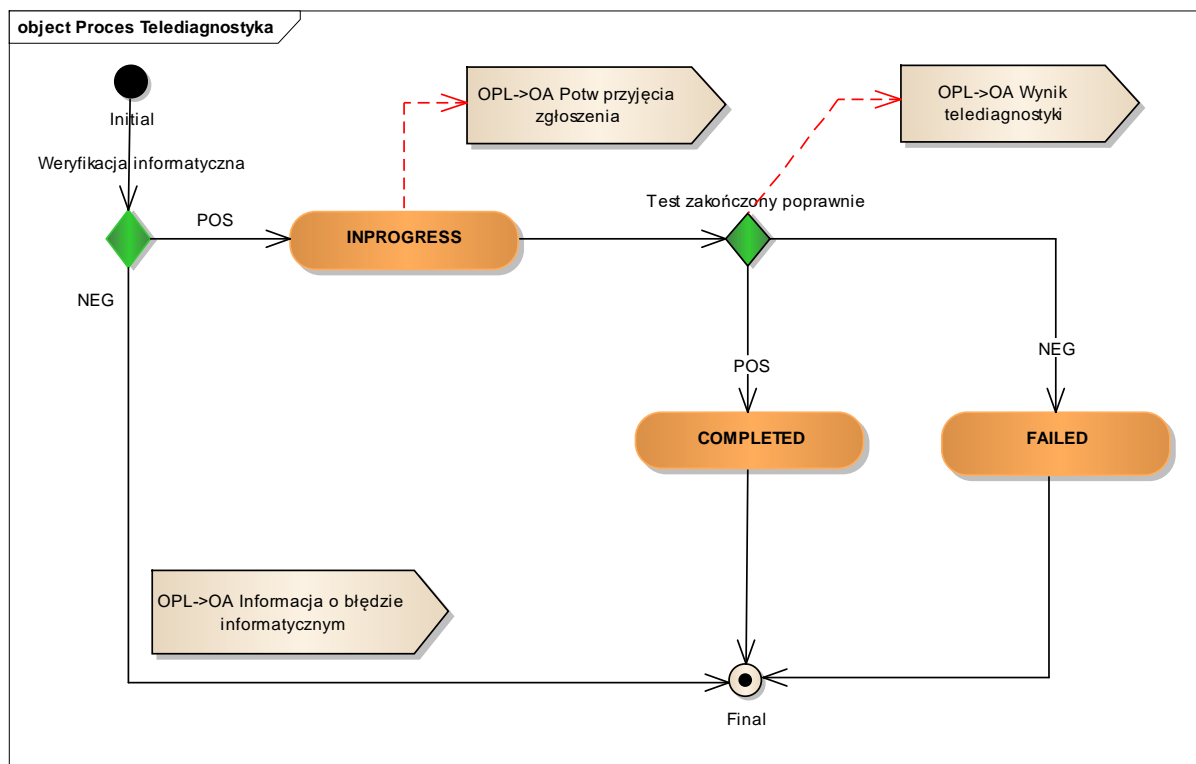 object Proces Telediagnostyka
OPL->OA Potw przyjęcia
zgłoszenia
OPL->OA Wynik
telediagnostyki
Initial
Weryfikacja informatyczna
Test zakończony poprawnie
POS
INPROGRESS
NEG
POS
NEG
COMPLETED
FAILED
OPL->OA Informacja o błędzie
informatycznym
Final